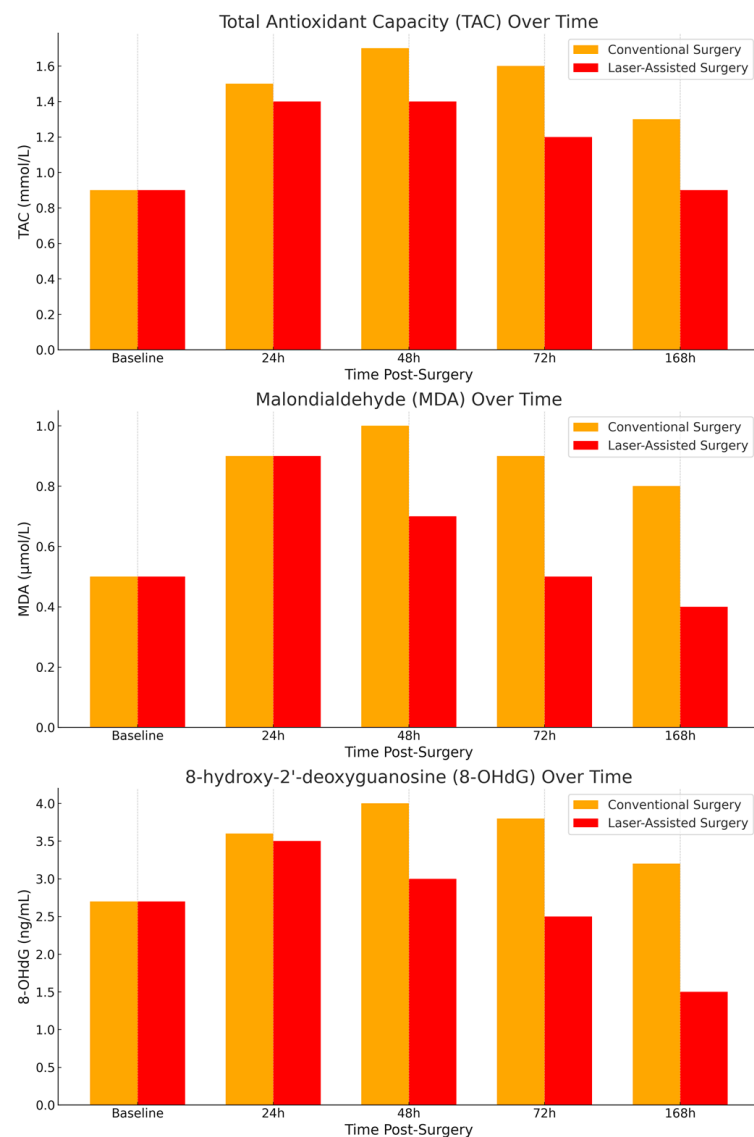 Total Antioxidant Capacity (TAC) Over Time
Conventional Surgery
Laser-Assisted Surgery
TAC (mmol/L)
1.6
1.4
1.2
1.0
0.8
0.6
0.4
0.2
0.0
Baseline 24h 48h 72h 168h
Time Post-Surgery
Malondialdehyde (MDA) Over Time
Conventional Surgery
Laser-Assisted Surgery
MDA (µmol/L)
1.0
0.8
0.6
0.4
0.2
0.0
Baseline 24h 48h 72h 168h
Time Post-Surgery
8-hydroxy-2'-deoxyguanosine (8-OHdG) Over Time
Conventional Surgery
Laser-Assisted Surgery
8-OHdG (ng/mL)
4.0
3.5
3.0
2.5
2.0
1.5
1.0
0.5
0.0
Baseline 24h 48h 72h 168h
Time Post-Surgery